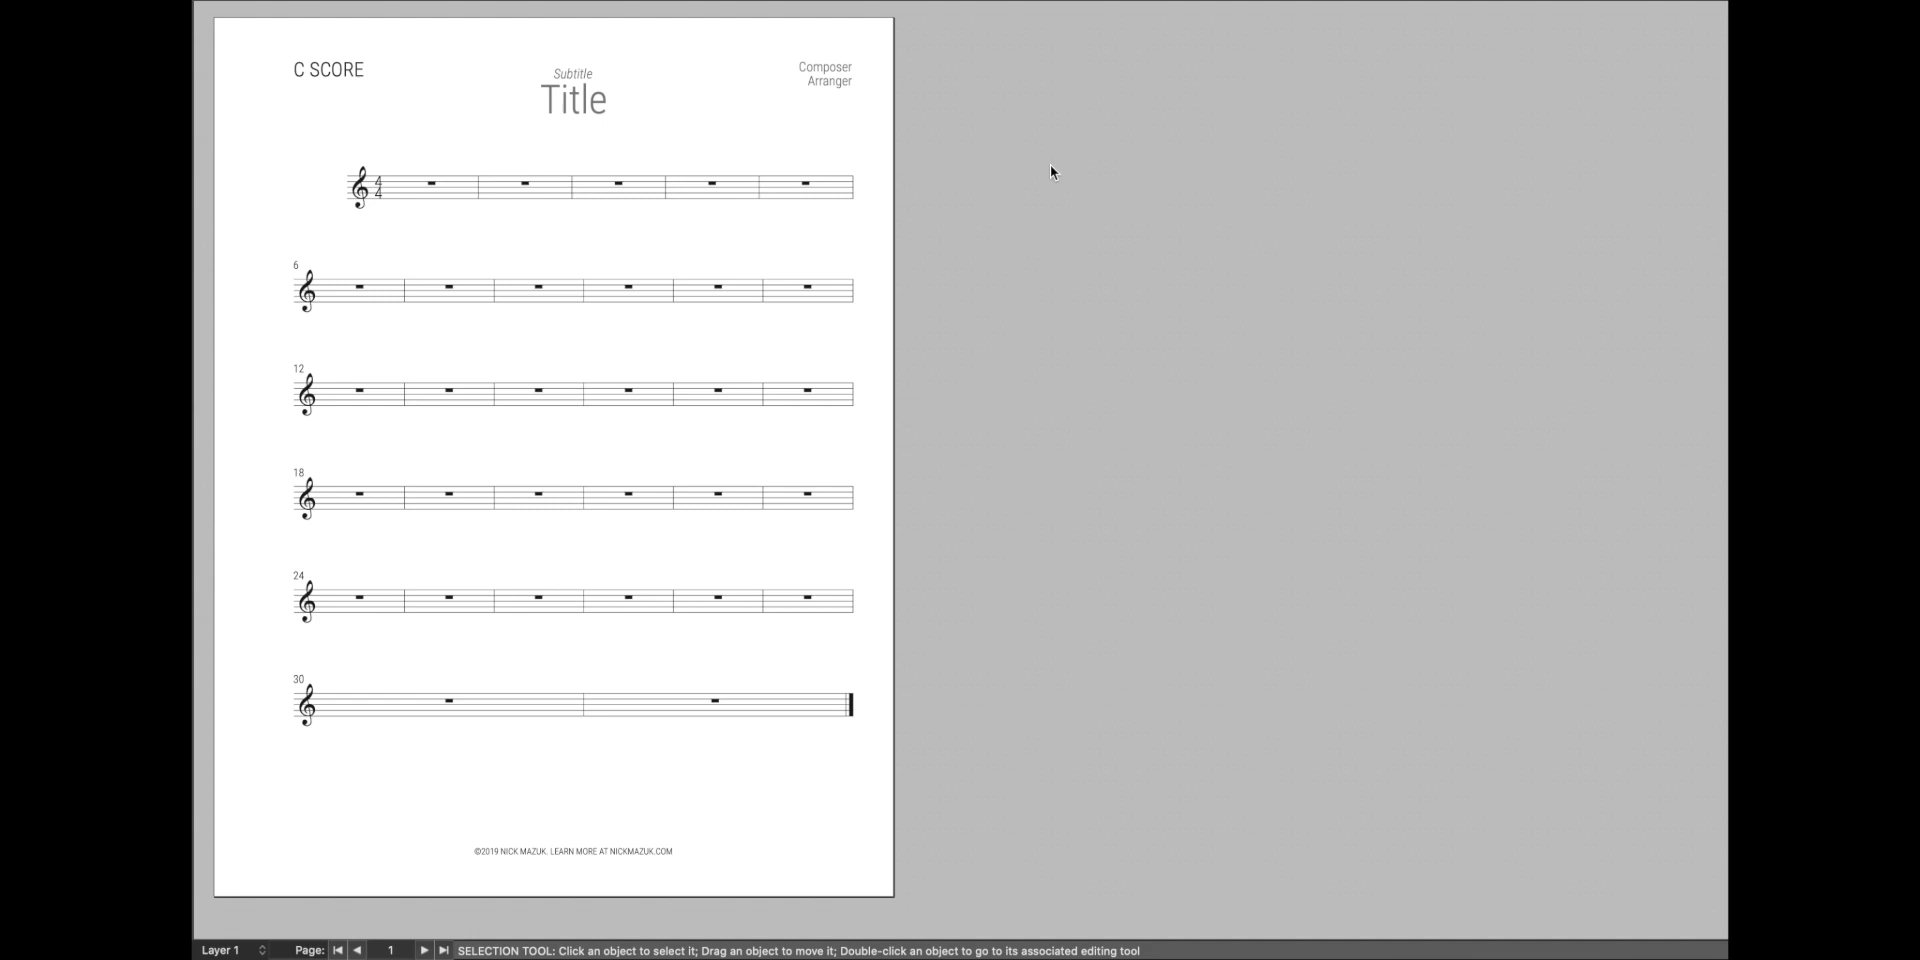 C SCORE
Subtitle
Title
Composer
Arranger
4
4
6
12
18
24
30
©2019 NICK MAZUK. LEARN MORE AT NICKMAZUK.COM
Layer 1
Page:
1
SELECTION TOOL: Click an object to select it; Drag an object to move it; Double-click an object to go to its associated editing tool